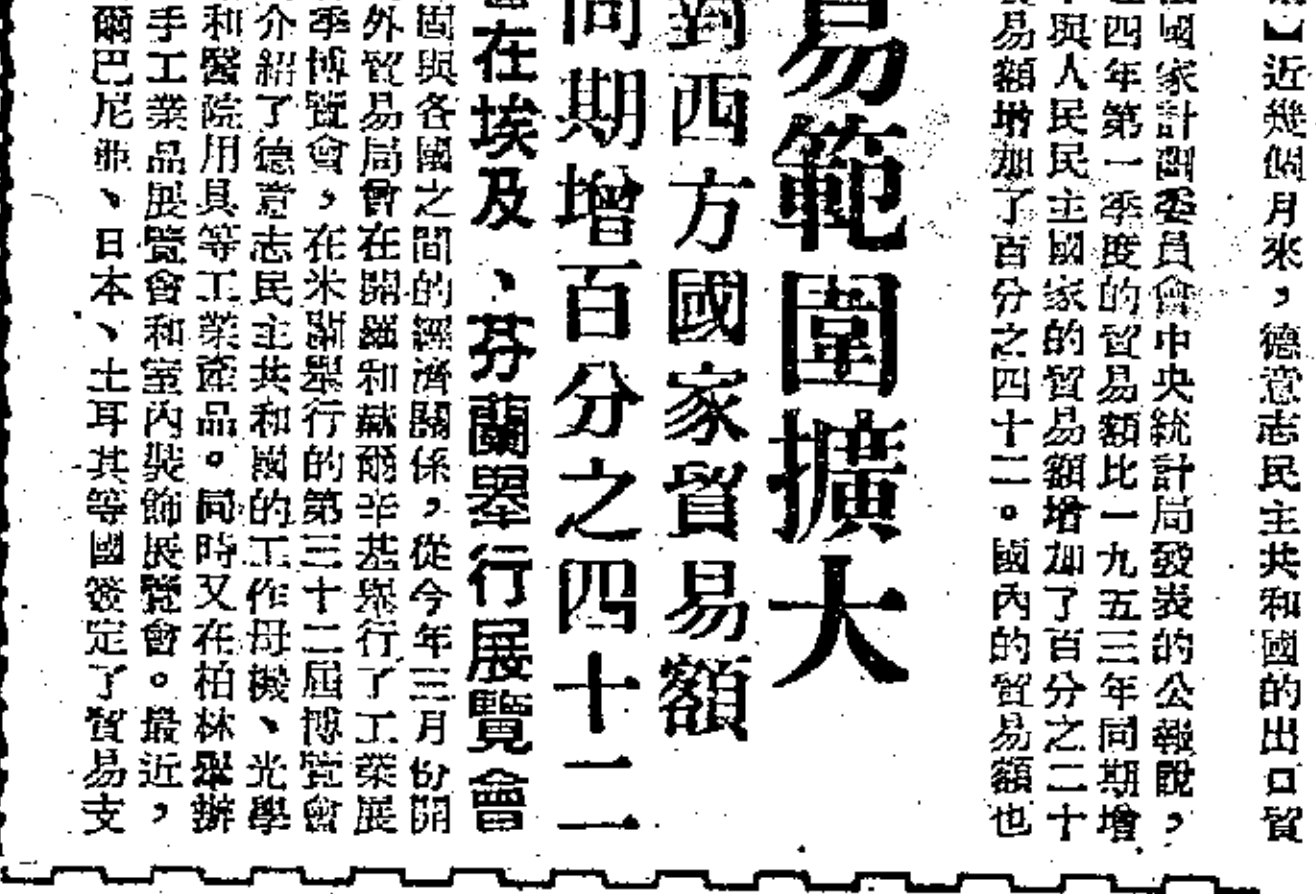 】近幾個月來，德意志民主共和國的出口貿
國家計劃委員會中央統計局發表的公報說，
四年第一季度的貿易額比一九五三年同期增
與人民民主國家的貿易額增加了百分之二十
易額增加了百分之四十二。國內的貿易額也
易範圍擴大
對西方國家貿易額
同期增百分之四十二
在埃及、芬蘭舉行展覽會
固與各國之間的經濟關係，從今年三月份開
外貿易局會在開羅和赫爾辛基舉行了工業展
季博覽會，在米蘭舉行的第三十二屆博覽會
介紹了德意志民主共和國的工作母機、光學
和醫院用具等工業產品。同時又在柏林舉辦
手工業品展覽會和室內裝飾展覽會。最近，
爾巴尼亞、日本、土耳其等國簽定了貿易支